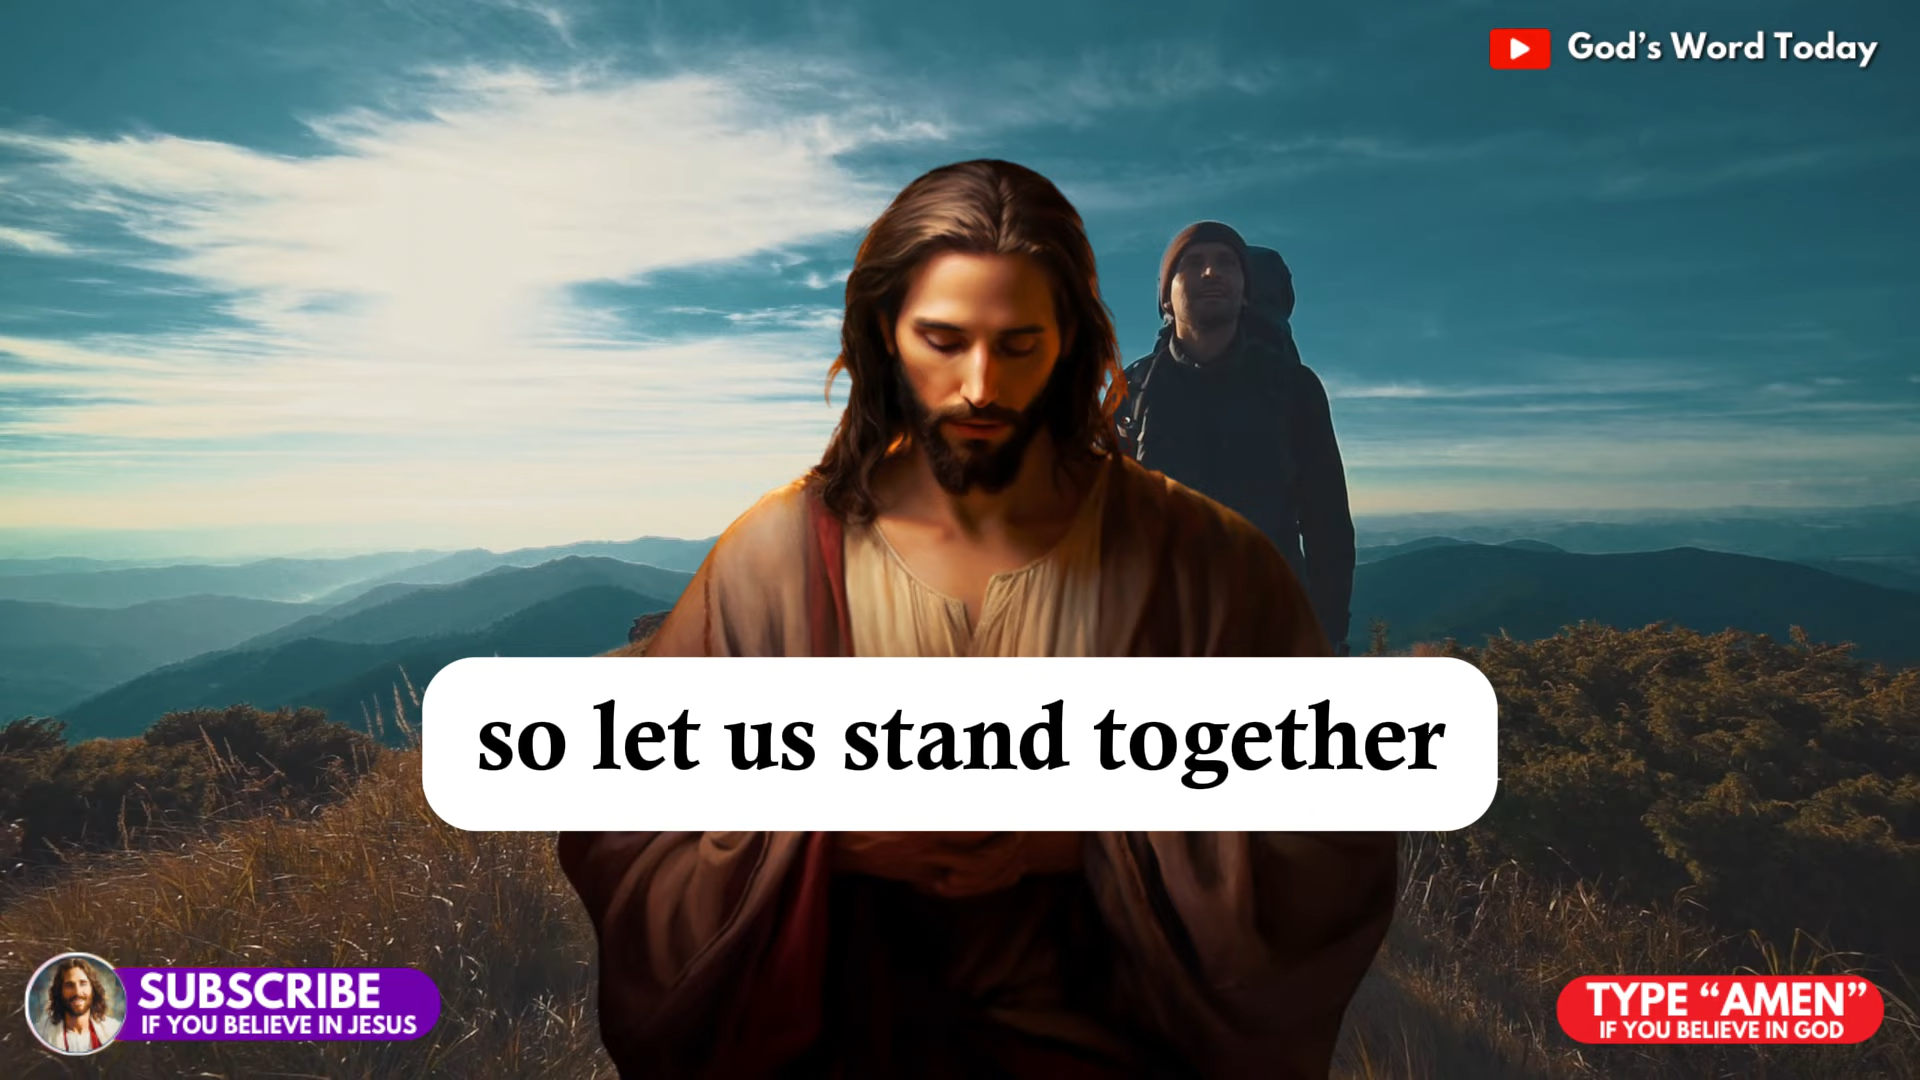 God’s Word Today
so let us stand together
SUBSCRIBE
IF YOU BELIEVE IN JESUS
TYPE “AMEN”
IF YOU BELIEVE IN GOD